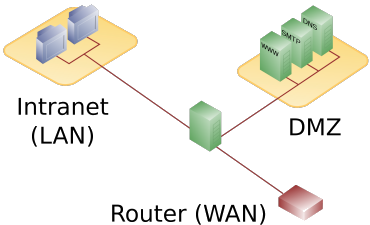 DNS
SMTP
WWW
Intranet
(LAN)
DMZ
Router (WAN)